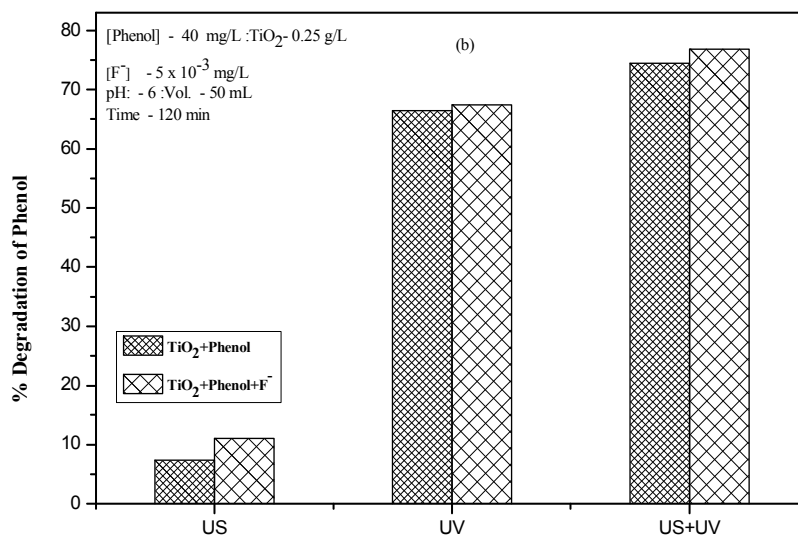 [Phenol] - 40 mg/L :TiO₂- 0.25 g/L
(b)
[F⁻] - 5 x 10⁻³ mg/L
pH: - 6 :Vol. - 50 mL
Time - 120 min
% Degradation of Phenol
80
70
60
50
40
30
20
10
0
TiO₂+Phenol
TiO₂+Phenol+F⁻
US
UV
US+UV